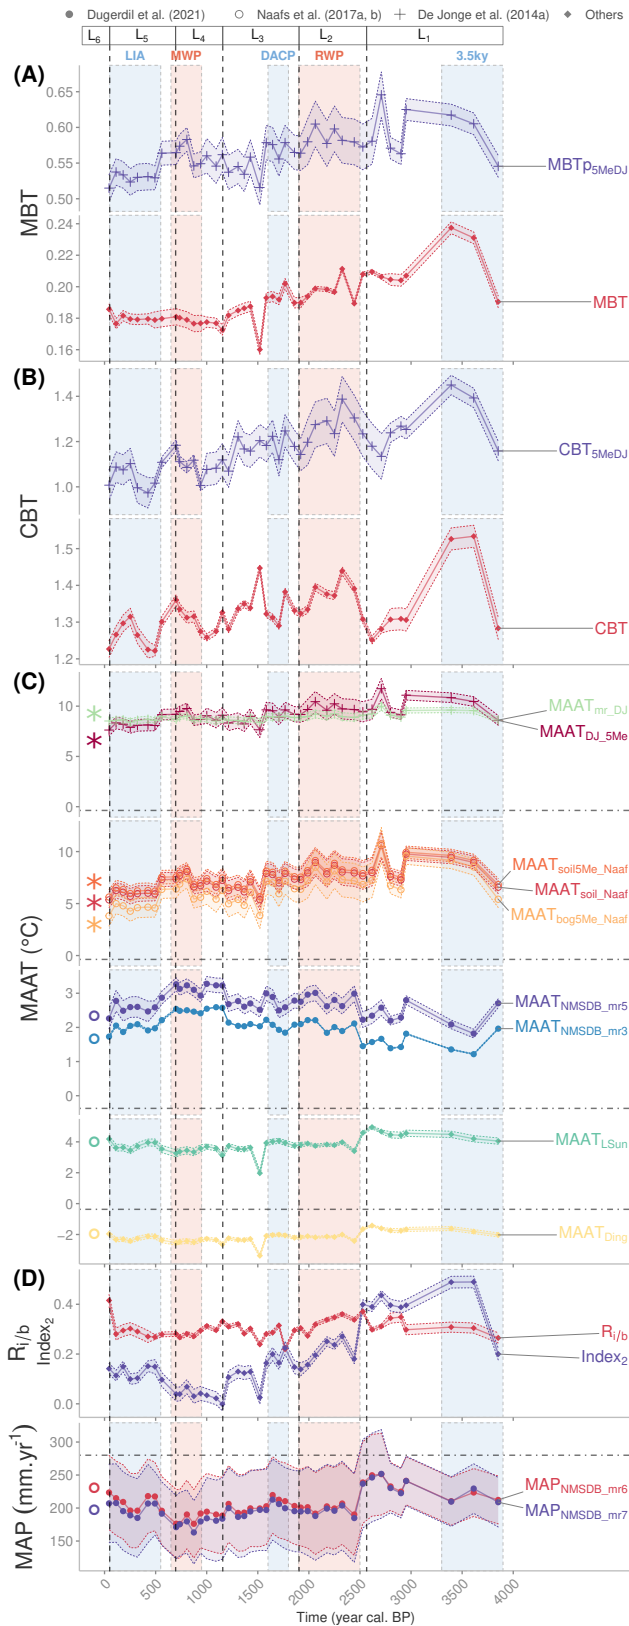 Dugerdil et al. (2021) Naafs et al. (2017a, b) De Jonge et al. (2014a) Others
L6 L5 L4 L3 L2 L1
LIA MWP DACP RWP 3.5ky
(A)
0.65
0.60
0.55
0.50
MBTp5MeDJ
MBT
0.24
0.22
0.20
0.18
0.16
MBT
(B)
1.4
1.2
1.0
CBT5MeDJ
CBT
1.5
1.4
1.3
1.2
CBT
(C)
10
5
0
MAATmr_DJ
MAATDJ_5Me
10
5
0
MAATsoil5Me_Naaf
MAATsoil_Naaf
MAATbog5Me_Naaf
MAAT (°C)
3
2
1
0
MAATNMSDB_mr5
MAATNMSDB_mr3
4
2
0
MAATLSun
−2
MAATDing
(D)
0.4
0.2
0.0
Ri/b
Index2
Ri/b
Index2
300
250
200
150
MAP (mm.yr-1)
MAPNMSDB_mr6
MAPNMSDB_mr7
0 500 1000 1500 2000 2500 3000 3500 4000
Time (year cal. BP)